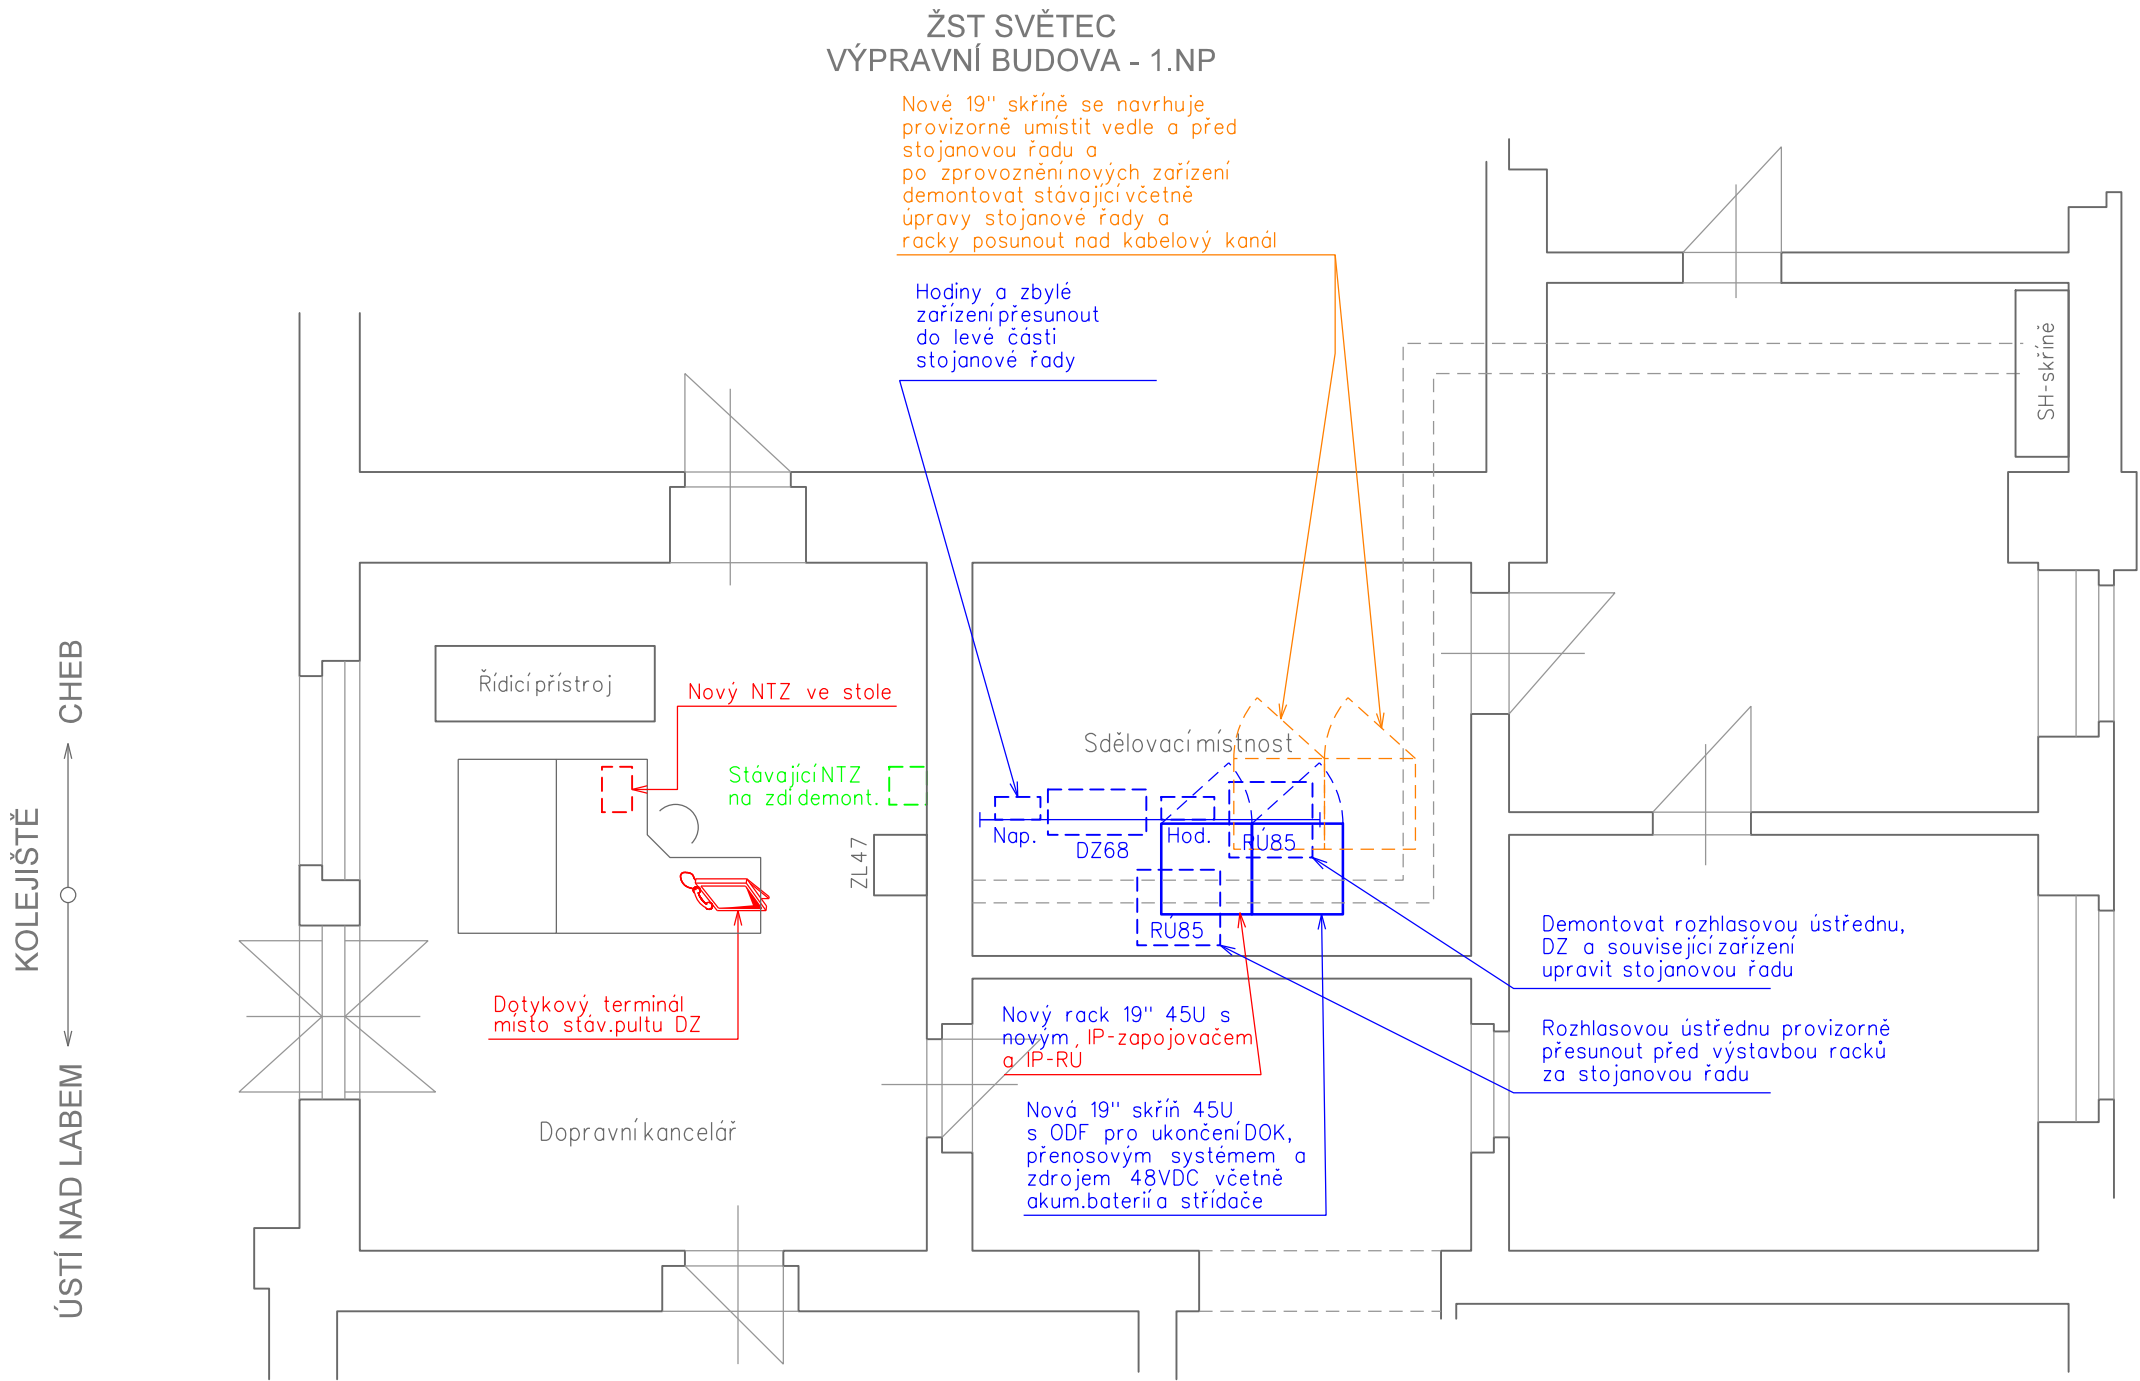 ŽST SVĚTEC
VÝPRAVNÍ BUDOVA - 1.NP
Nové 19" skříně se navrhuje
provizorně umístit vedle a před
stojanovou řadu a
po zprovoznění nových zařízení
demontovat stávající včetně
úpravy stojanové řady a
racky posunout nad kabelový kanál
Hodiny a zbylé
zařízení přesunout
do levé části
stojanové řady
SH-skříně
KOLEJIŠTĚ
CHEB
ÚSTÍ NAD LABEM
Řídicí přístroj
Nový NTZ ve stole
Stávající NTZ
na zdi demont.
ZL47
Sdělovací místnost
Nap.
DZ68
Hod.
RÚ85
RÚ85
Dotykový terminál
místo stáv.pultu DZ
Dopravní kancelář
Nový rack 19" 45U s
novým IP-zapojovačem
a IP-RÚ
Nová 19" skříň 45U
s ODF pro ukončení DOK,
přenosovým systémem a
zdrojem 48VDC včetně
akum.baterií a střídače
Demontovat rozhlasovou ústřednu,
DZ a související zařízení
upravit stojanovou řadu
Rozhlasovou ústřednu provizorně
přesunout před výstavbou racků
za stojanovou řadu